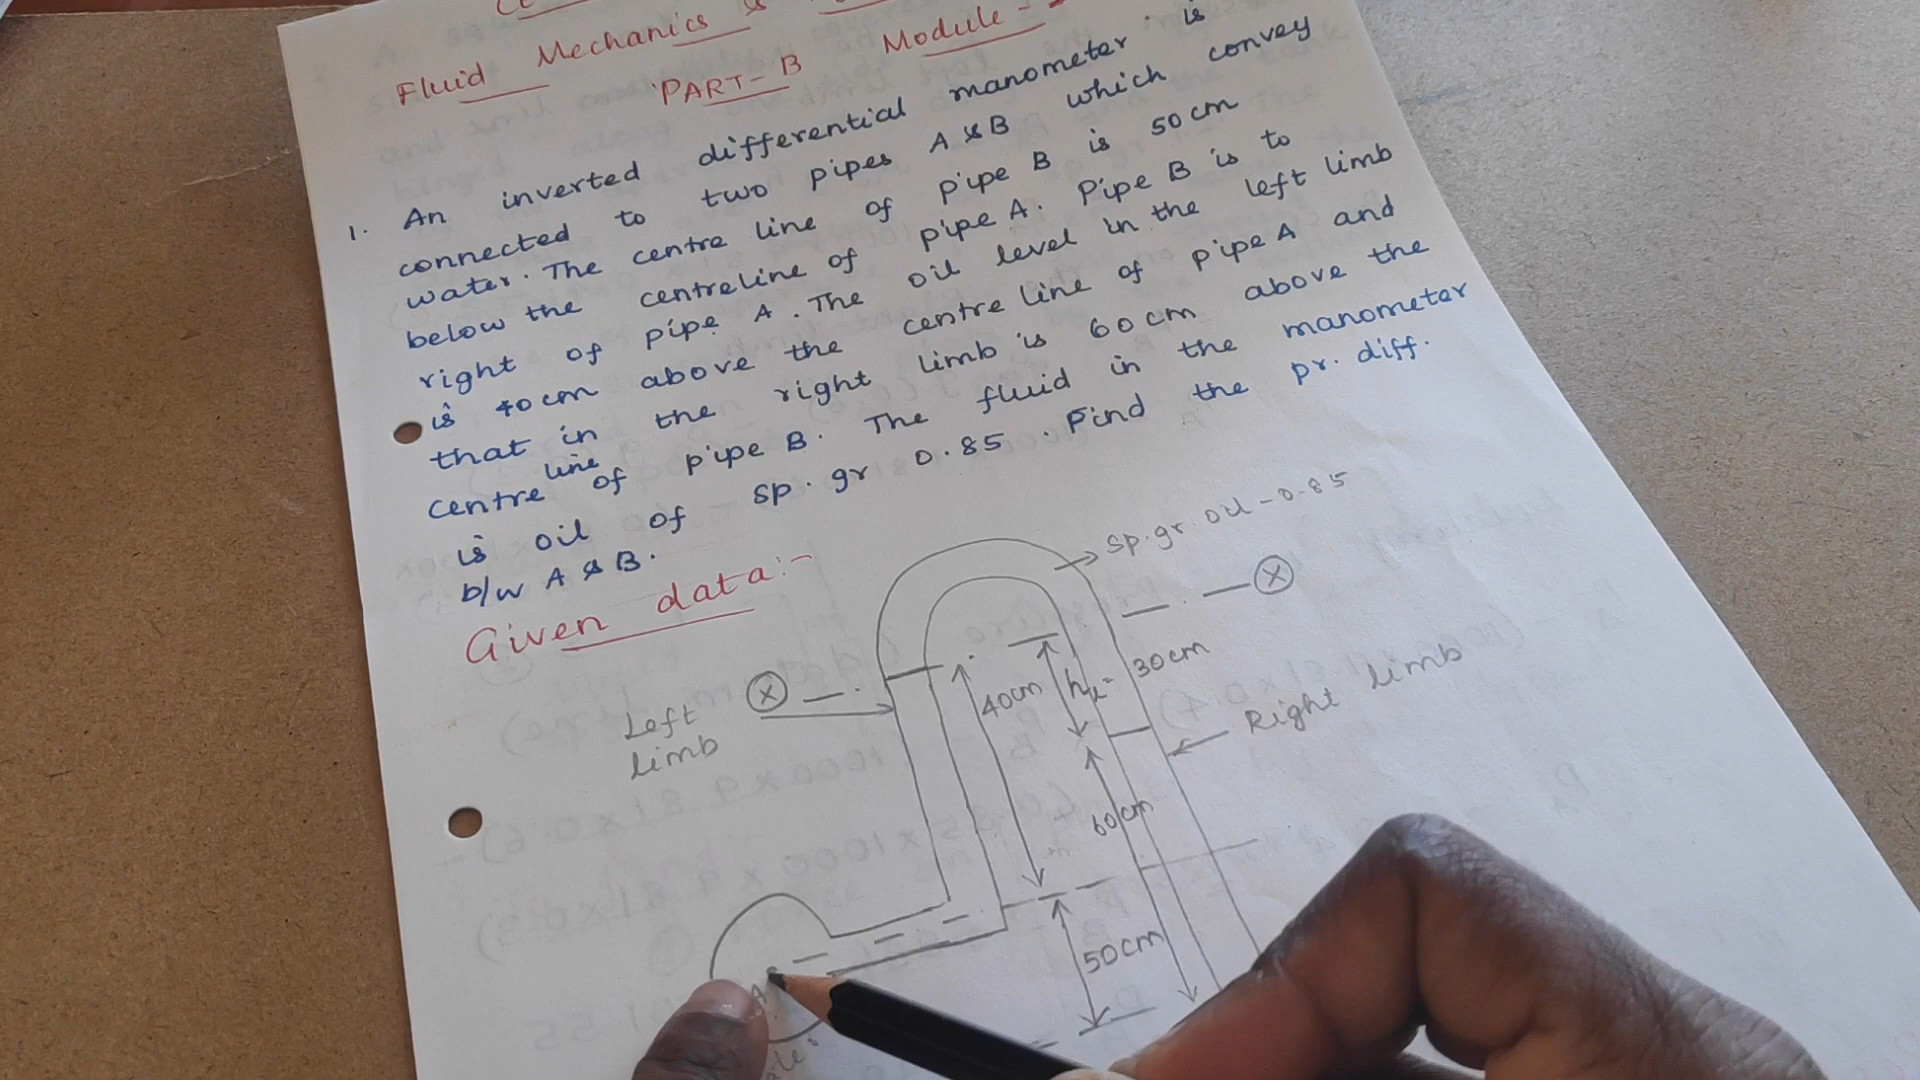 Fluid Mechanics &
PART-B Module-
1. An inverted differential manometer is
connected to two pipes A & B which convey
water. The centre line of pipe B is 50 cm
below the centreline of pipe A. Pipe B is to
right of pipe A. The oil level in the left limb
is 40 cm above the centre line of pipe A and
that in the right limb is 60 cm above the
centre line of pipe B. The fluid in the manometer
is oil of sp. gr 0.85. Find the pr. diff.
b/w A & B.
Given data:-
sp.gr. oil - 0.85
X
X
Left
limb
40cm
30cm
Right limb
60cm
50cm
A